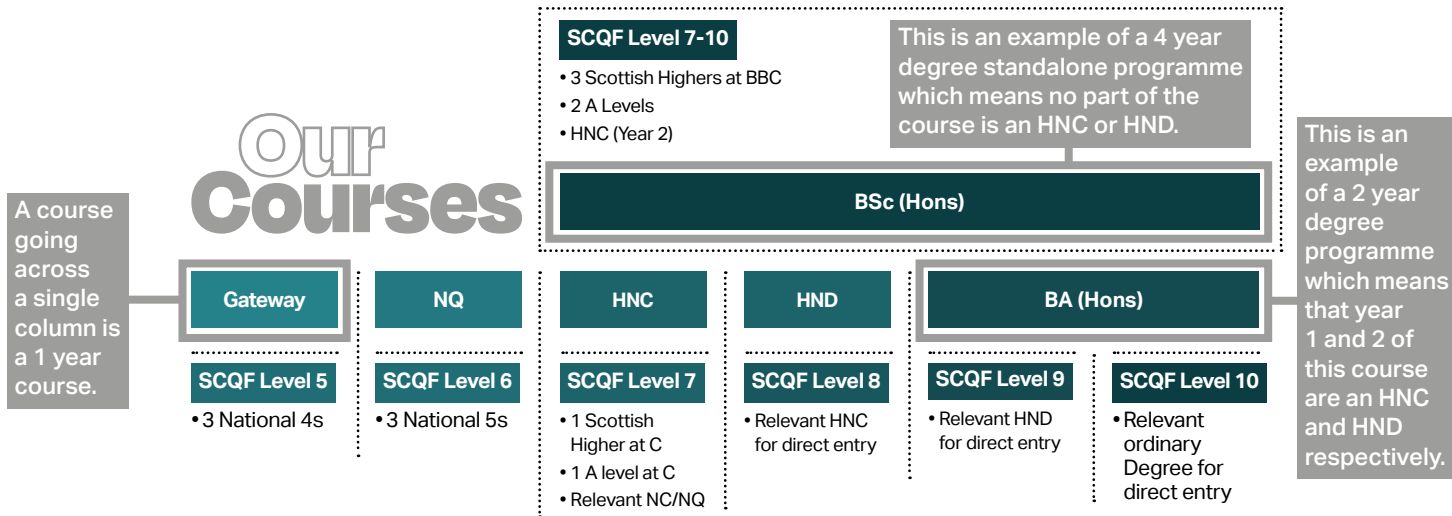 Our
Courses
SCQF Level 7-10
• 3 Scottish Highers at BBC
• 2 A Levels
• HNC (Year 2)
This is an example of a 4 year
degree standalone programme
which means no part of the
course is an HNC or HND.
BSc (Hons)
A course
going
across
a single
column is
a 1 year
course.
Gateway
NQ
HNC
HND
BA (Hons)
This is an
example
of a 2 year
degree
programme
which means
that year
1 and 2 of
this course
are an HNC
and HND
respectively.
SCQF Level 5
• 3 National 4s
SCQF Level 6
• 3 National 5s
SCQF Level 7
• 1 Scottish
Higher at C
• 1 A level at C
• Relevant NC/NQ
SCQF Level 8
• Relevant HNC
for direct entry
SCQF Level 9
• Relevant HND
for direct entry
SCQF Level 10
• Relevant
ordinary
Degree for
direct entry